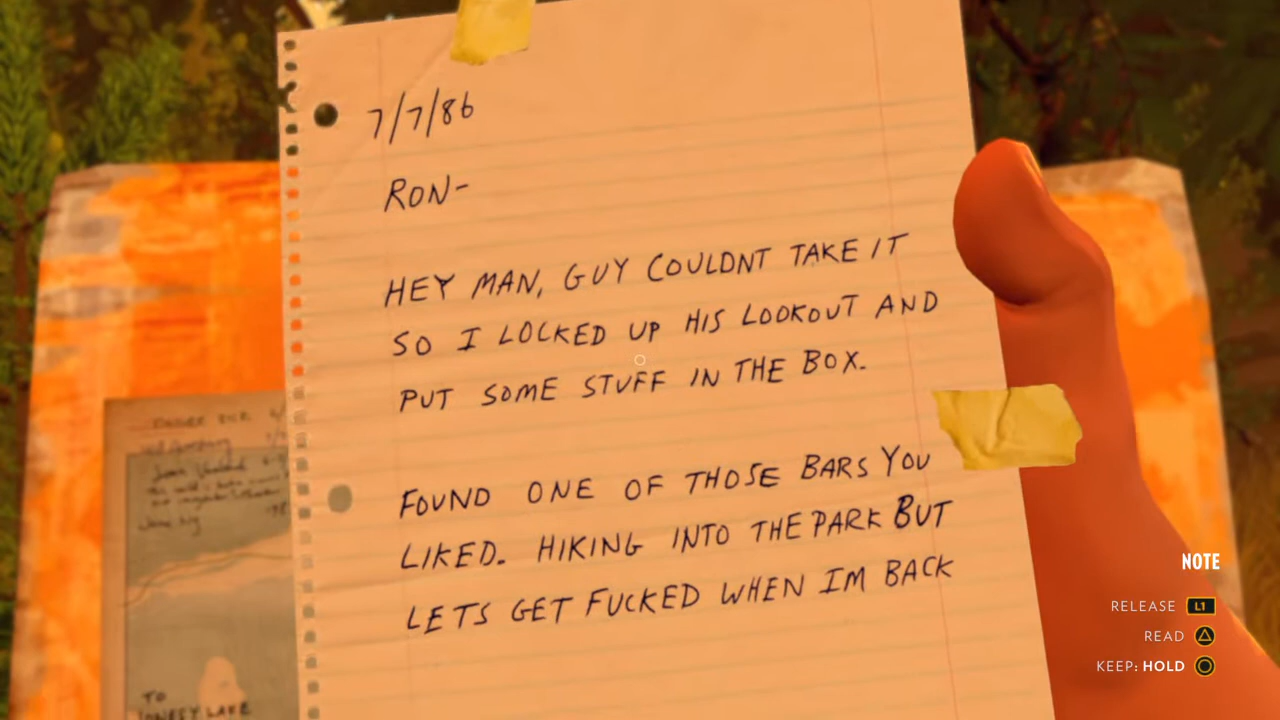 7/7/86
RON-
HEY MAN, GUY COULDNT TAKE IT
SO I LOCKED UP HIS LOOKOUT AND
PUT SOME STUFF IN THE BOX.
FOUND ONE OF THOSE BARS YOU
LIKED. HIKING INTO THE PARK BUT
LETS GET FUCKED WHEN IM BACK
TO
LAKE
NOTE
RELEASE L1
READ
KEEP: HOLD